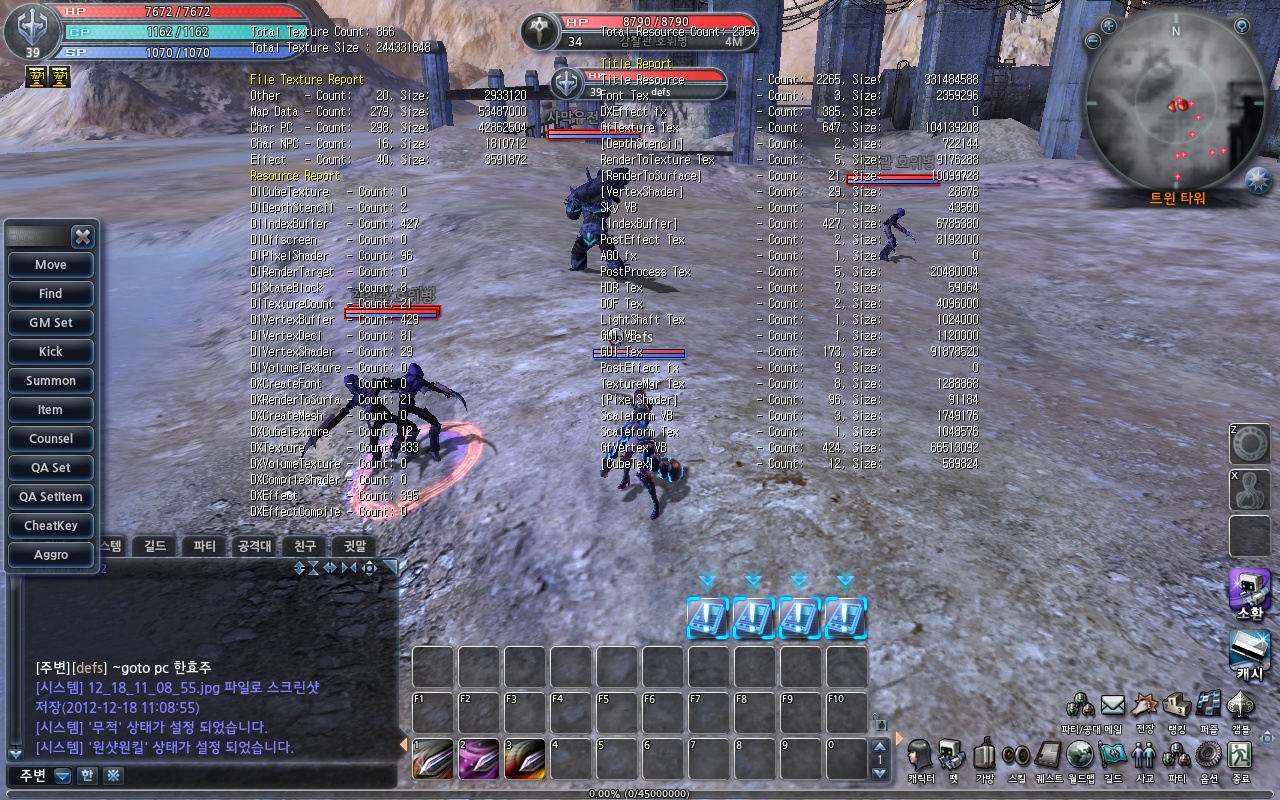 HP 7672 / 7672
CP 1162 / 1162
SP 1070 / 1070
39
Total Texture Count: 886
Total Texture Size : 244331648
HP 8790 / 8790
34
4M
Total Resource Count: 2354
HP
39 defs
File Texture Report
Other - Count: 20, Size: 2933120
Map Data - Count: 279, Size: 53487000
Char PC - Count: 298, Size: 42862504
Char NPC - Count: 16, Size: 1810712
Effect - Count: 40, Size: 3591872
Resource Report
DICubeTexture - Count: 0
DIDepthStencil - Count: 2
DIIndexBuffer - Count: 427
DIOffscreen - Count: 0
DIPixelShader - Count: 96
DIRenderTarget - Count: 0
DIStateBlock - Count: 8
DITextureCount - Count: 21
DIVertexBuffer - Count: 429
DIVertexDecl - Count: 81
DIVertexShader - Count: 29
DIVolumeTexture - Count: 0
DXCreateFont - Count: 3
DXRenderToSurfa - Count: 21
DXCreateMesh - Count: 0
DXCubeTexture - Count: 12
DXTexture - Count: 833
DXVolumeTexture - Count: 0
DXCompileShader - Count: 0
DXEffect - Count: 395
DXEffectCompile - Count: 0
Title Report
Title Resource - Count: 2265, Size: 331484568
Font Tex - Count: 3, Size: 2359296
DXEffect fx - Count: 385, Size: 0
GfTexture Tex - Count: 647, Size: 104139208
[DepthStencil] - Count: 2, Size: 722144
RenderToTexture Tex - Count: 5, Size: 9176288
[RenderToSurface] - Count: 21, Size: 10099728
[VertexShader] - Count: 29, Size: 23676
Sky VB - Count: 1, Size: 43560
[IndexBuffer] - Count: 427, Size: 6785380
PostEffect Tex - Count: 2, Size: 8192000
AGO fx - Count: 1, Size: 0
PostProcess Tex - Count: 5, Size: 20480004
HDR Tex - Count: 7, Size: 59064
DOF Tex - Count: 2, Size: 4096000
LightShaft Tex - Count: 1, Size: 1024000
GUI VB - Count: 1, Size: 1120000
GUI Tex - Count: 173, Size: 91878520
PostEffect fx - Count: 9, Size: 0
TextureMgr Tex - Count: 8, Size: 1288868
[PixelShader] - Count: 96, Size: 91184
Scaleform VB - Count: 3, Size: 1749176
Scaleform Tex - Count: 1, Size: 1048576
GfVertex VB - Count: 424, Size: 66513032
[CubeTex] - Count: 12, Size: 589824
N
트윈 타워
Move
Find
GM Set
Kick
Summon
Item
Counsel
QA Set
QA SetItem
CheatKey
Aggro
스템 길드 파티 공격대 친구 귓말
[주변][defs] ~goto pc 한효주
[시스템] 12_18_11_08_55.jpg 파일로 스크린샷
저장(2012-12-18 11:08:55)
[시스템] '무적' 상태가 설정 되었습니다.
[시스템] '원샷원킬' 상태가 설정 되었습니다.
주변 한 ※
F1 F2 F3 F4 F5 F6 F7 F8 F9 F10
1 2 3 4 5 6 7 8 9 0
1
Z
X
소환
캐시
파티/공대 메일 전장 랭킹 퍼즐 갬블
캐릭터 펫 가방 스킬 퀘스트 월드맵 길드 사교 파티 옵션 종료
0.00% (0/45000000)